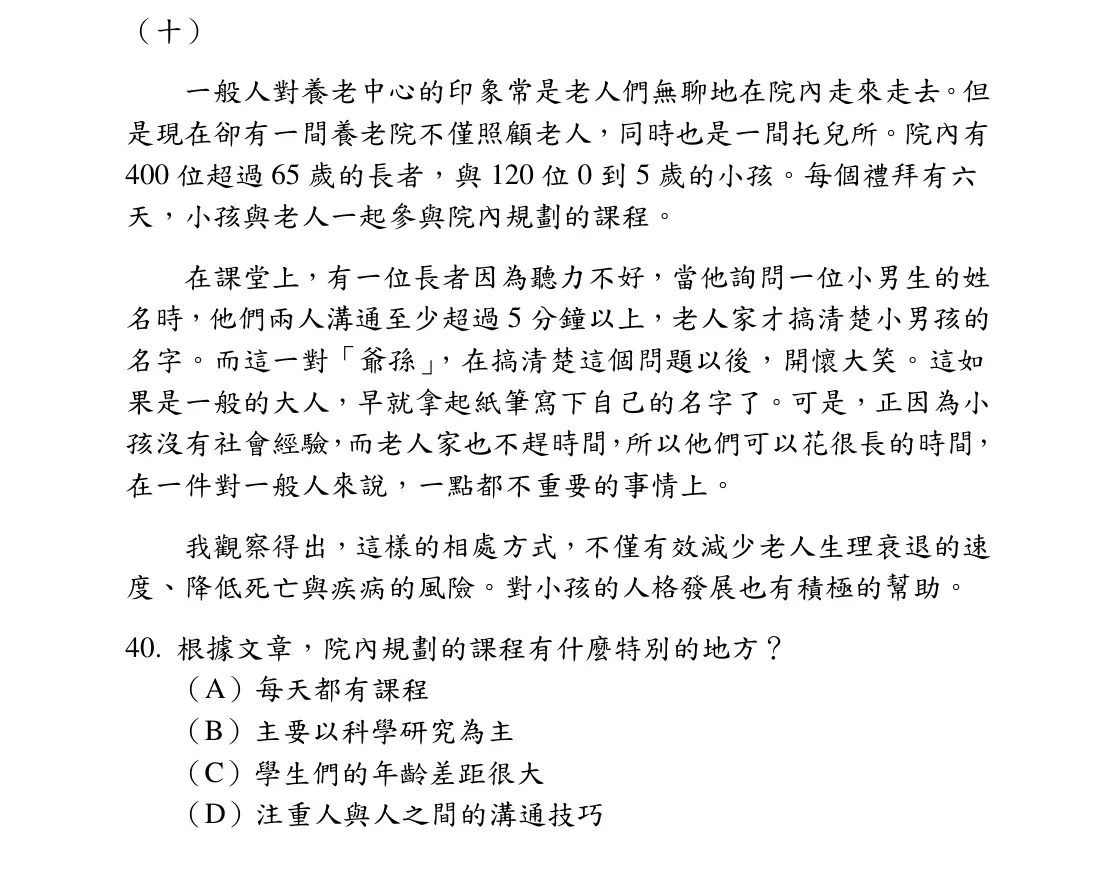 （十）
一般人對養老中心的印象常是老人們無聊地在院內走來走去。但
是現在卻有一間養老院不僅照顧老人，同時也是一間托兒所。院內有
400 位超過 65 歲的長者，與 120 位 0 到 5 歲的小孩。每個禮拜有六
天，小孩與老人一起參與院內規劃的課程。
在課堂上，有一位長者因為聽力不好，當他詢問一位小男生的姓
名時，他們兩人溝通至少超過 5 分鐘以上，老人家才搞清楚小男孩的
名字。而這一對「爺孫」，在搞清楚這個問題以後，開懷大笑。這如
果是一般的大人，早就拿起紙筆寫下自己的名字了。可是，正因為小
孩沒有社會經驗，而老人家也不趕時間，所以他們可以花很長的時間，
在一件對一般人來說，一點都不重要的事情上。
我觀察得出，這樣的相處方式，不僅有效減少老人生理衰退的速
度、降低死亡與疾病的風險。對小孩的人格發展也有積極的幫助。
40. 根據文章，院內規劃的課程有什麼特別的地方？
（A）每天都有課程
（B）主要以科學研究為主
（C）學生們的年齡差距很大
（D）注重人與人之間的溝通技巧